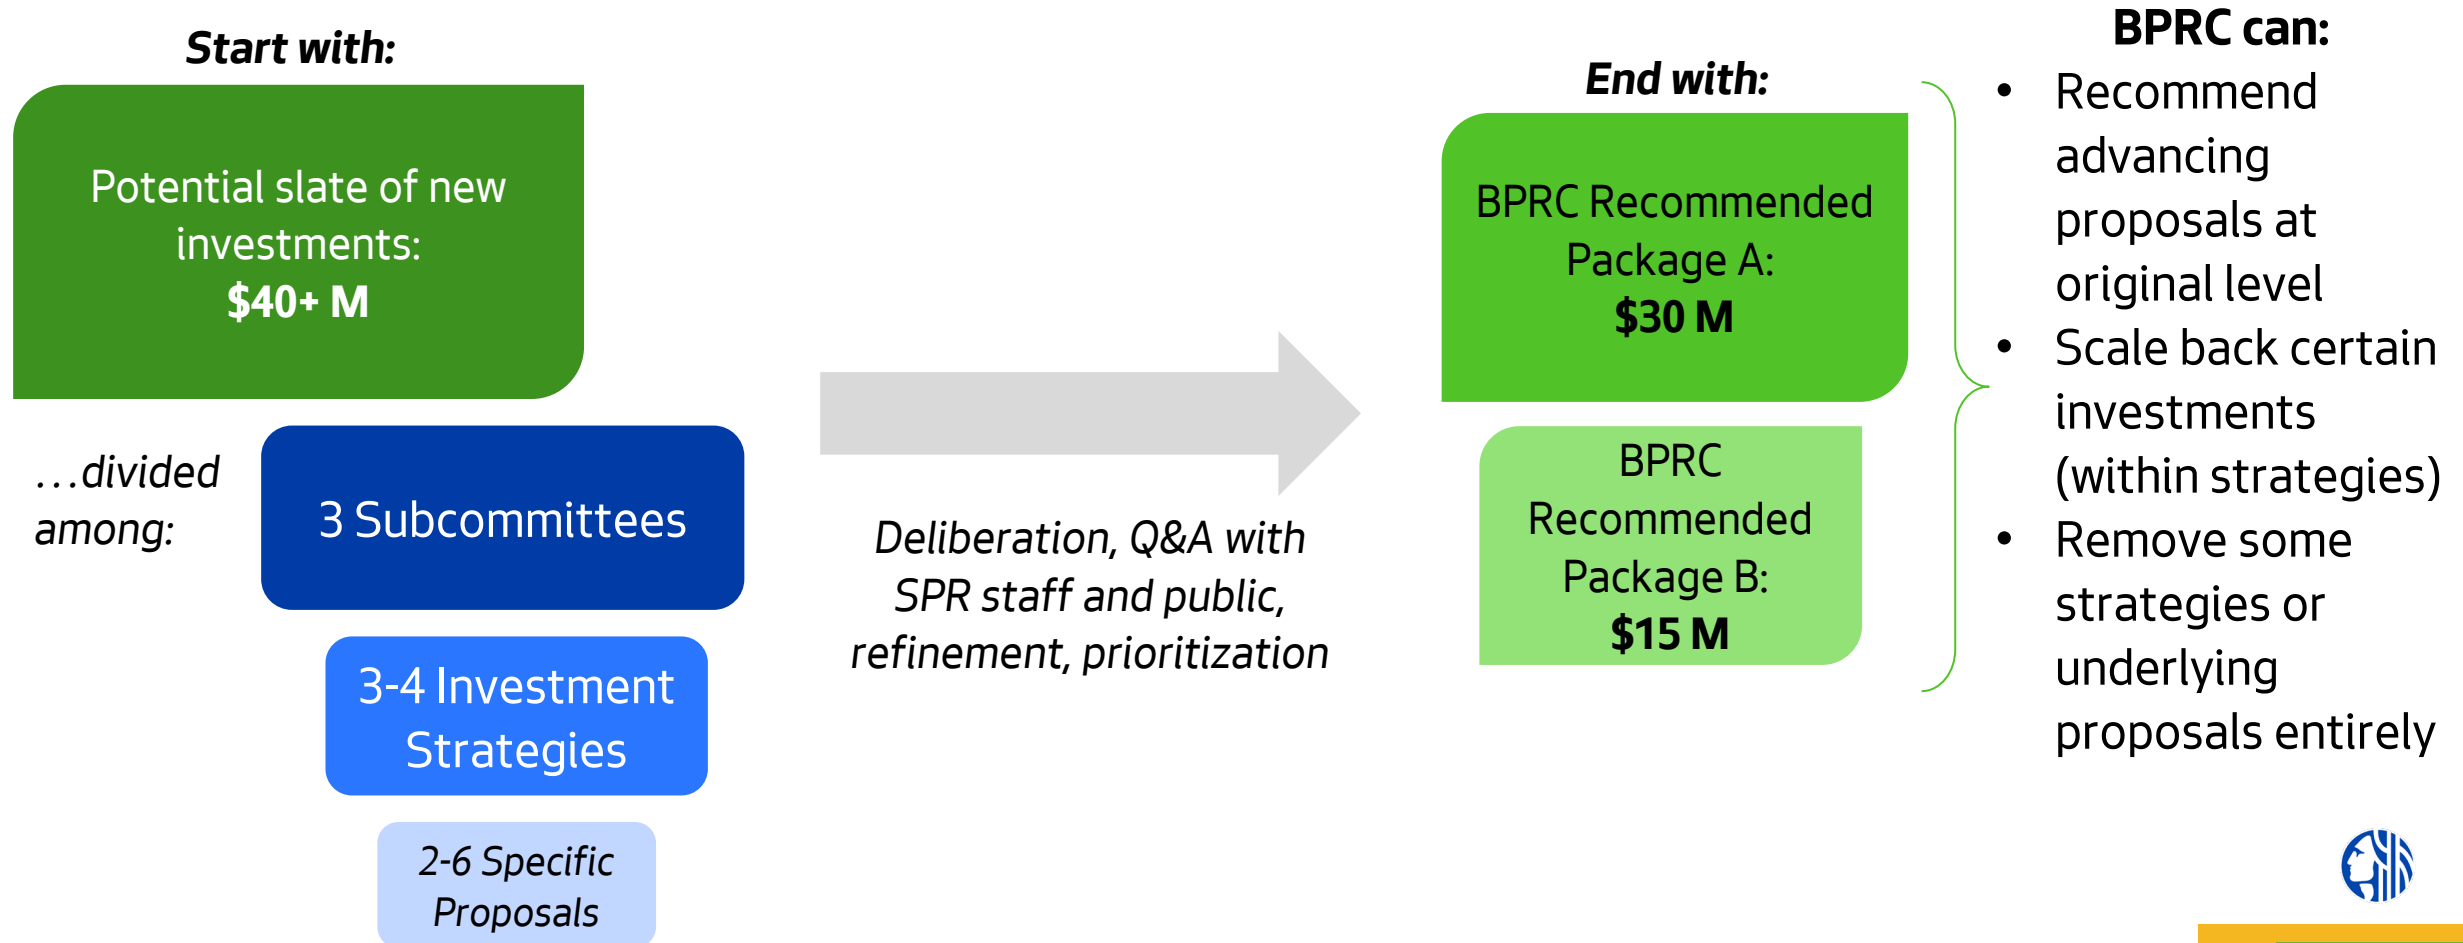 Start with:
Potential slate of new
investments:
$40+ M
…divided
among:
3 Subcommittees
3-4 Investment
Strategies
2-6 Specific
Proposals
Deliberation, Q&A with
SPR staff and public,
refinement, prioritization
End with:
BPRC Recommended
Package A:
$30 M
BPRC
Recommended
Package B:
$15 M
BPRC can:
• Recommend
advancing
proposals at
original level
• Scale back certain
investments
(within strategies)
• Remove some
strategies or
underlying
proposals entirely